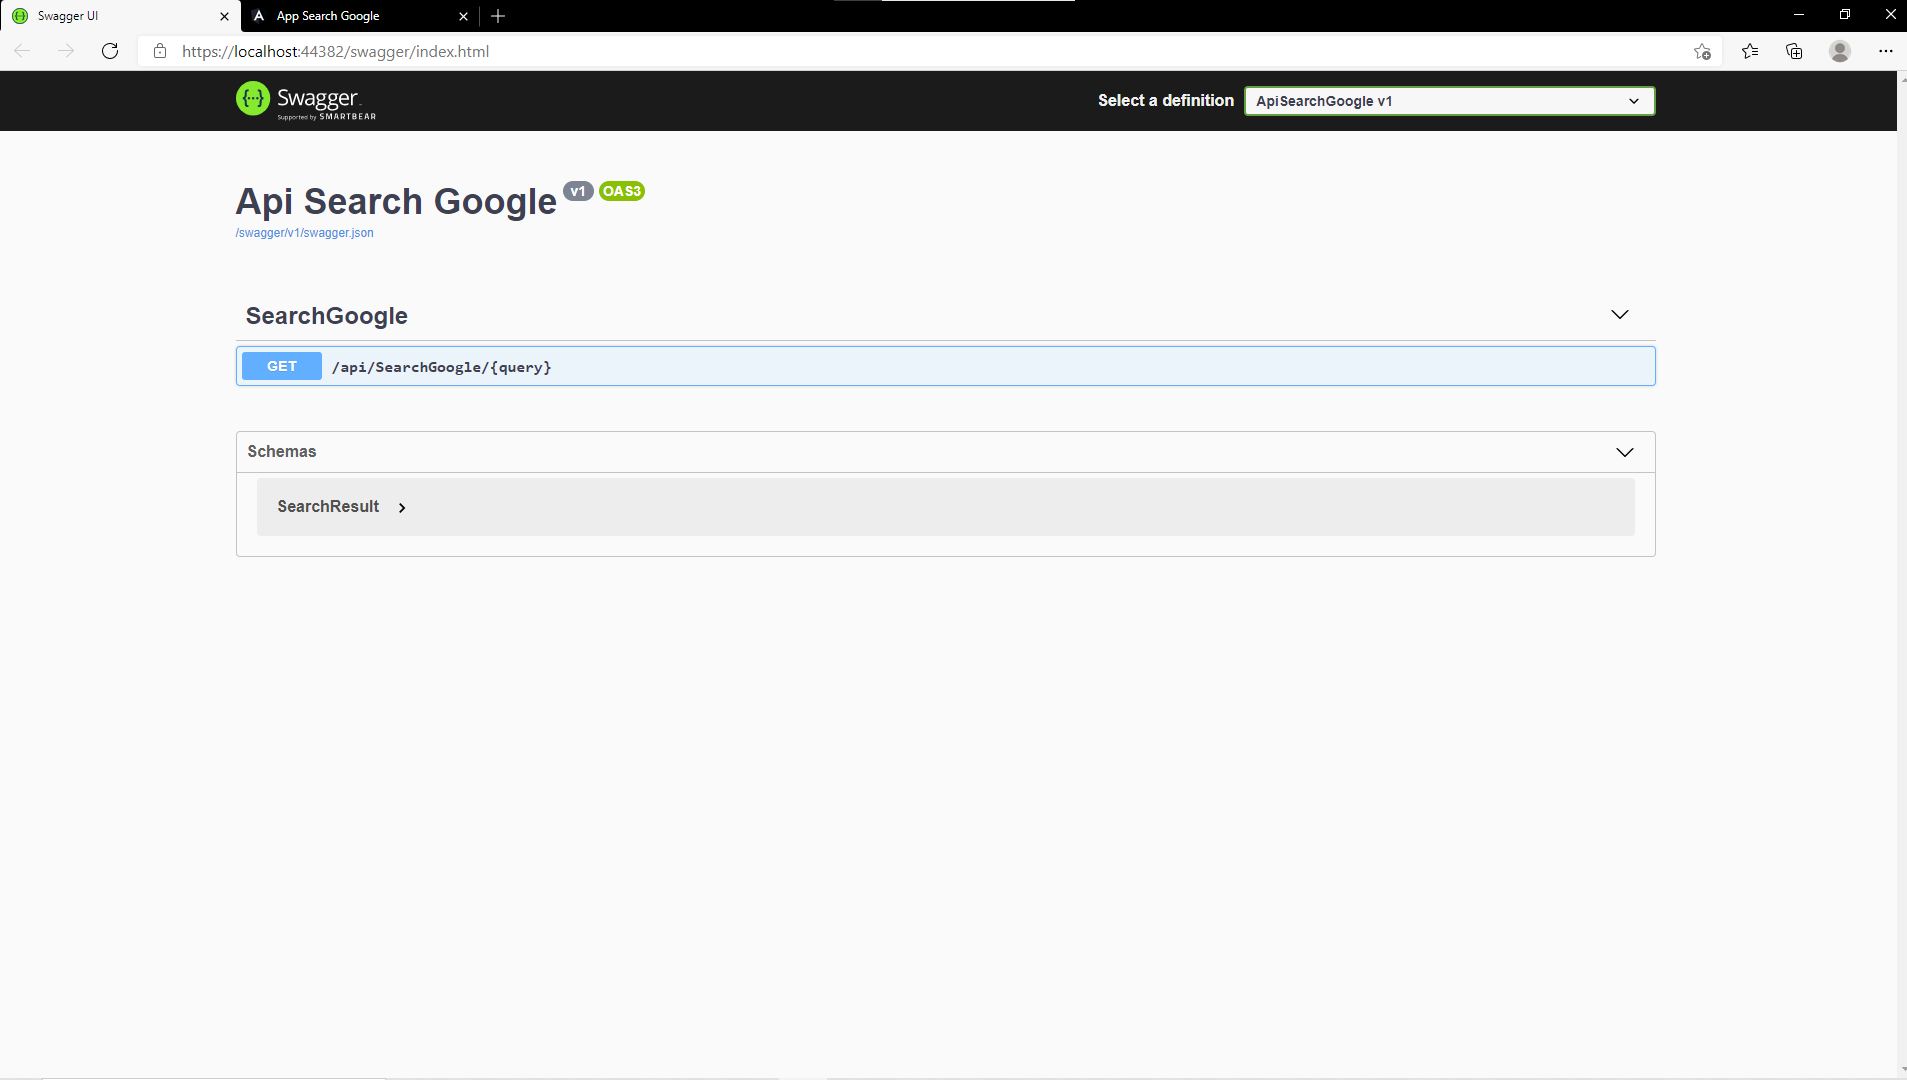 Swagger UI
App Search Google
https://localhost:44382/swagger/index.html
Swagger
Supported by SMARTBEAR
Select a definition
ApiSearchGoogle v1
Api Search Google v1 OAS3
/swagger/v1/swagger.json
SearchGoogle
GET /api/SearchGoogle/{query}
Schemas
SearchResult